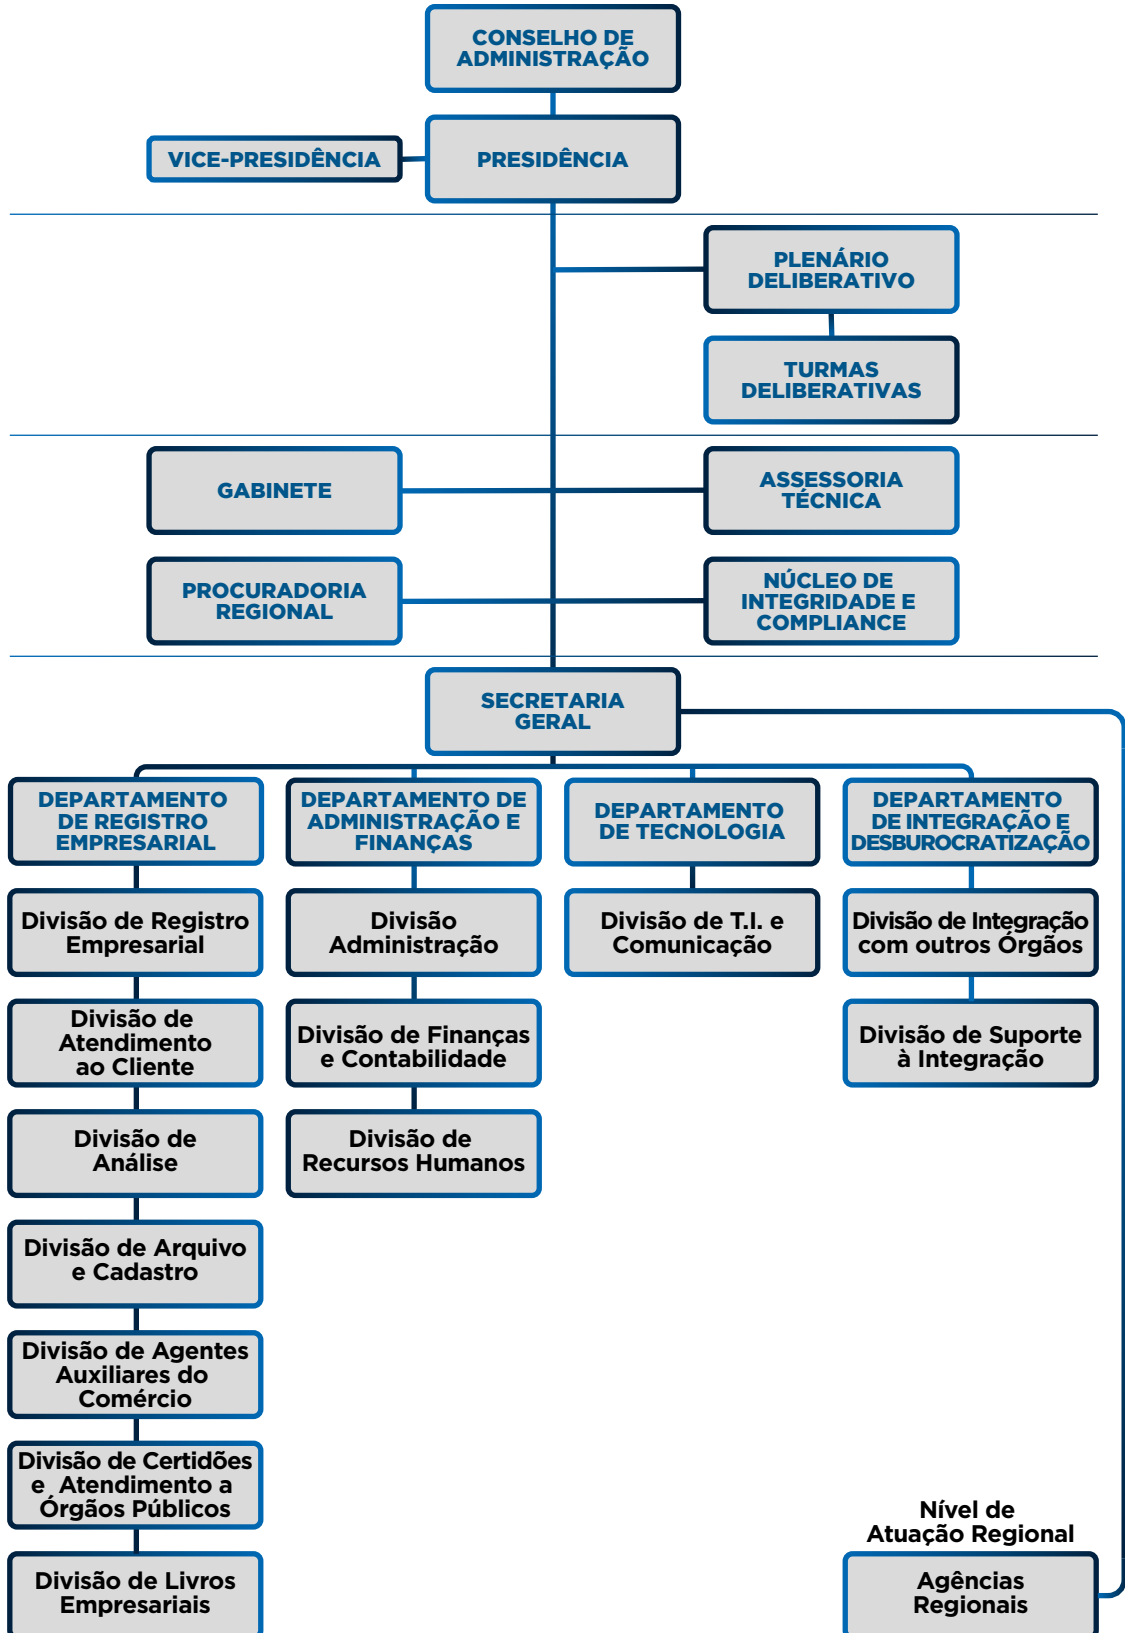 CONSELHO DE
ADMINISTRAÇÃO
VICE-PRESIDÊNCIA
PRESIDÊNCIA
PLENÁRIO
DELIBERATIVO
TURMAS
DELIBERATIVAS
GABINETE
ASSESSORIA
TÉCNICA
PROCURADORIA
REGIONAL
NÚCLEO DE
INTEGRIDADE E
COMPLIANCE
SECRETARIA
GERAL
DEPARTAMENTO
DE REGISTRO
EMPRESARIAL
DEPARTAMENTO DE
ADMINISTRAÇÃO E
FINANÇAS
DEPARTAMENTO
DE TECNOLOGIA
DEPARTAMENTO
DE INTEGRAÇÃO E
DESBUROCRATIZAÇÃO
Divisão de Registro
Empresarial
Divisão
Administração
Divisão de T.I. e
Comunicação
Divisão de Integração
com outros Órgãos
Divisão de
Atendimento
ao Cliente
Divisão de Finanças
e Contabilidade
Divisão de Suporte
à Integração
Divisão de
Análise
Divisão de
Recursos Humanos
Divisão de Arquivo
e Cadastro
Divisão de Agentes
Auxiliares do
Comércio
Divisão de Certidões
e Atendimento a
Órgãos Públicos
Divisão de Livros
Empresariais
Nível de
Atuação Regional
Agências
Regionais